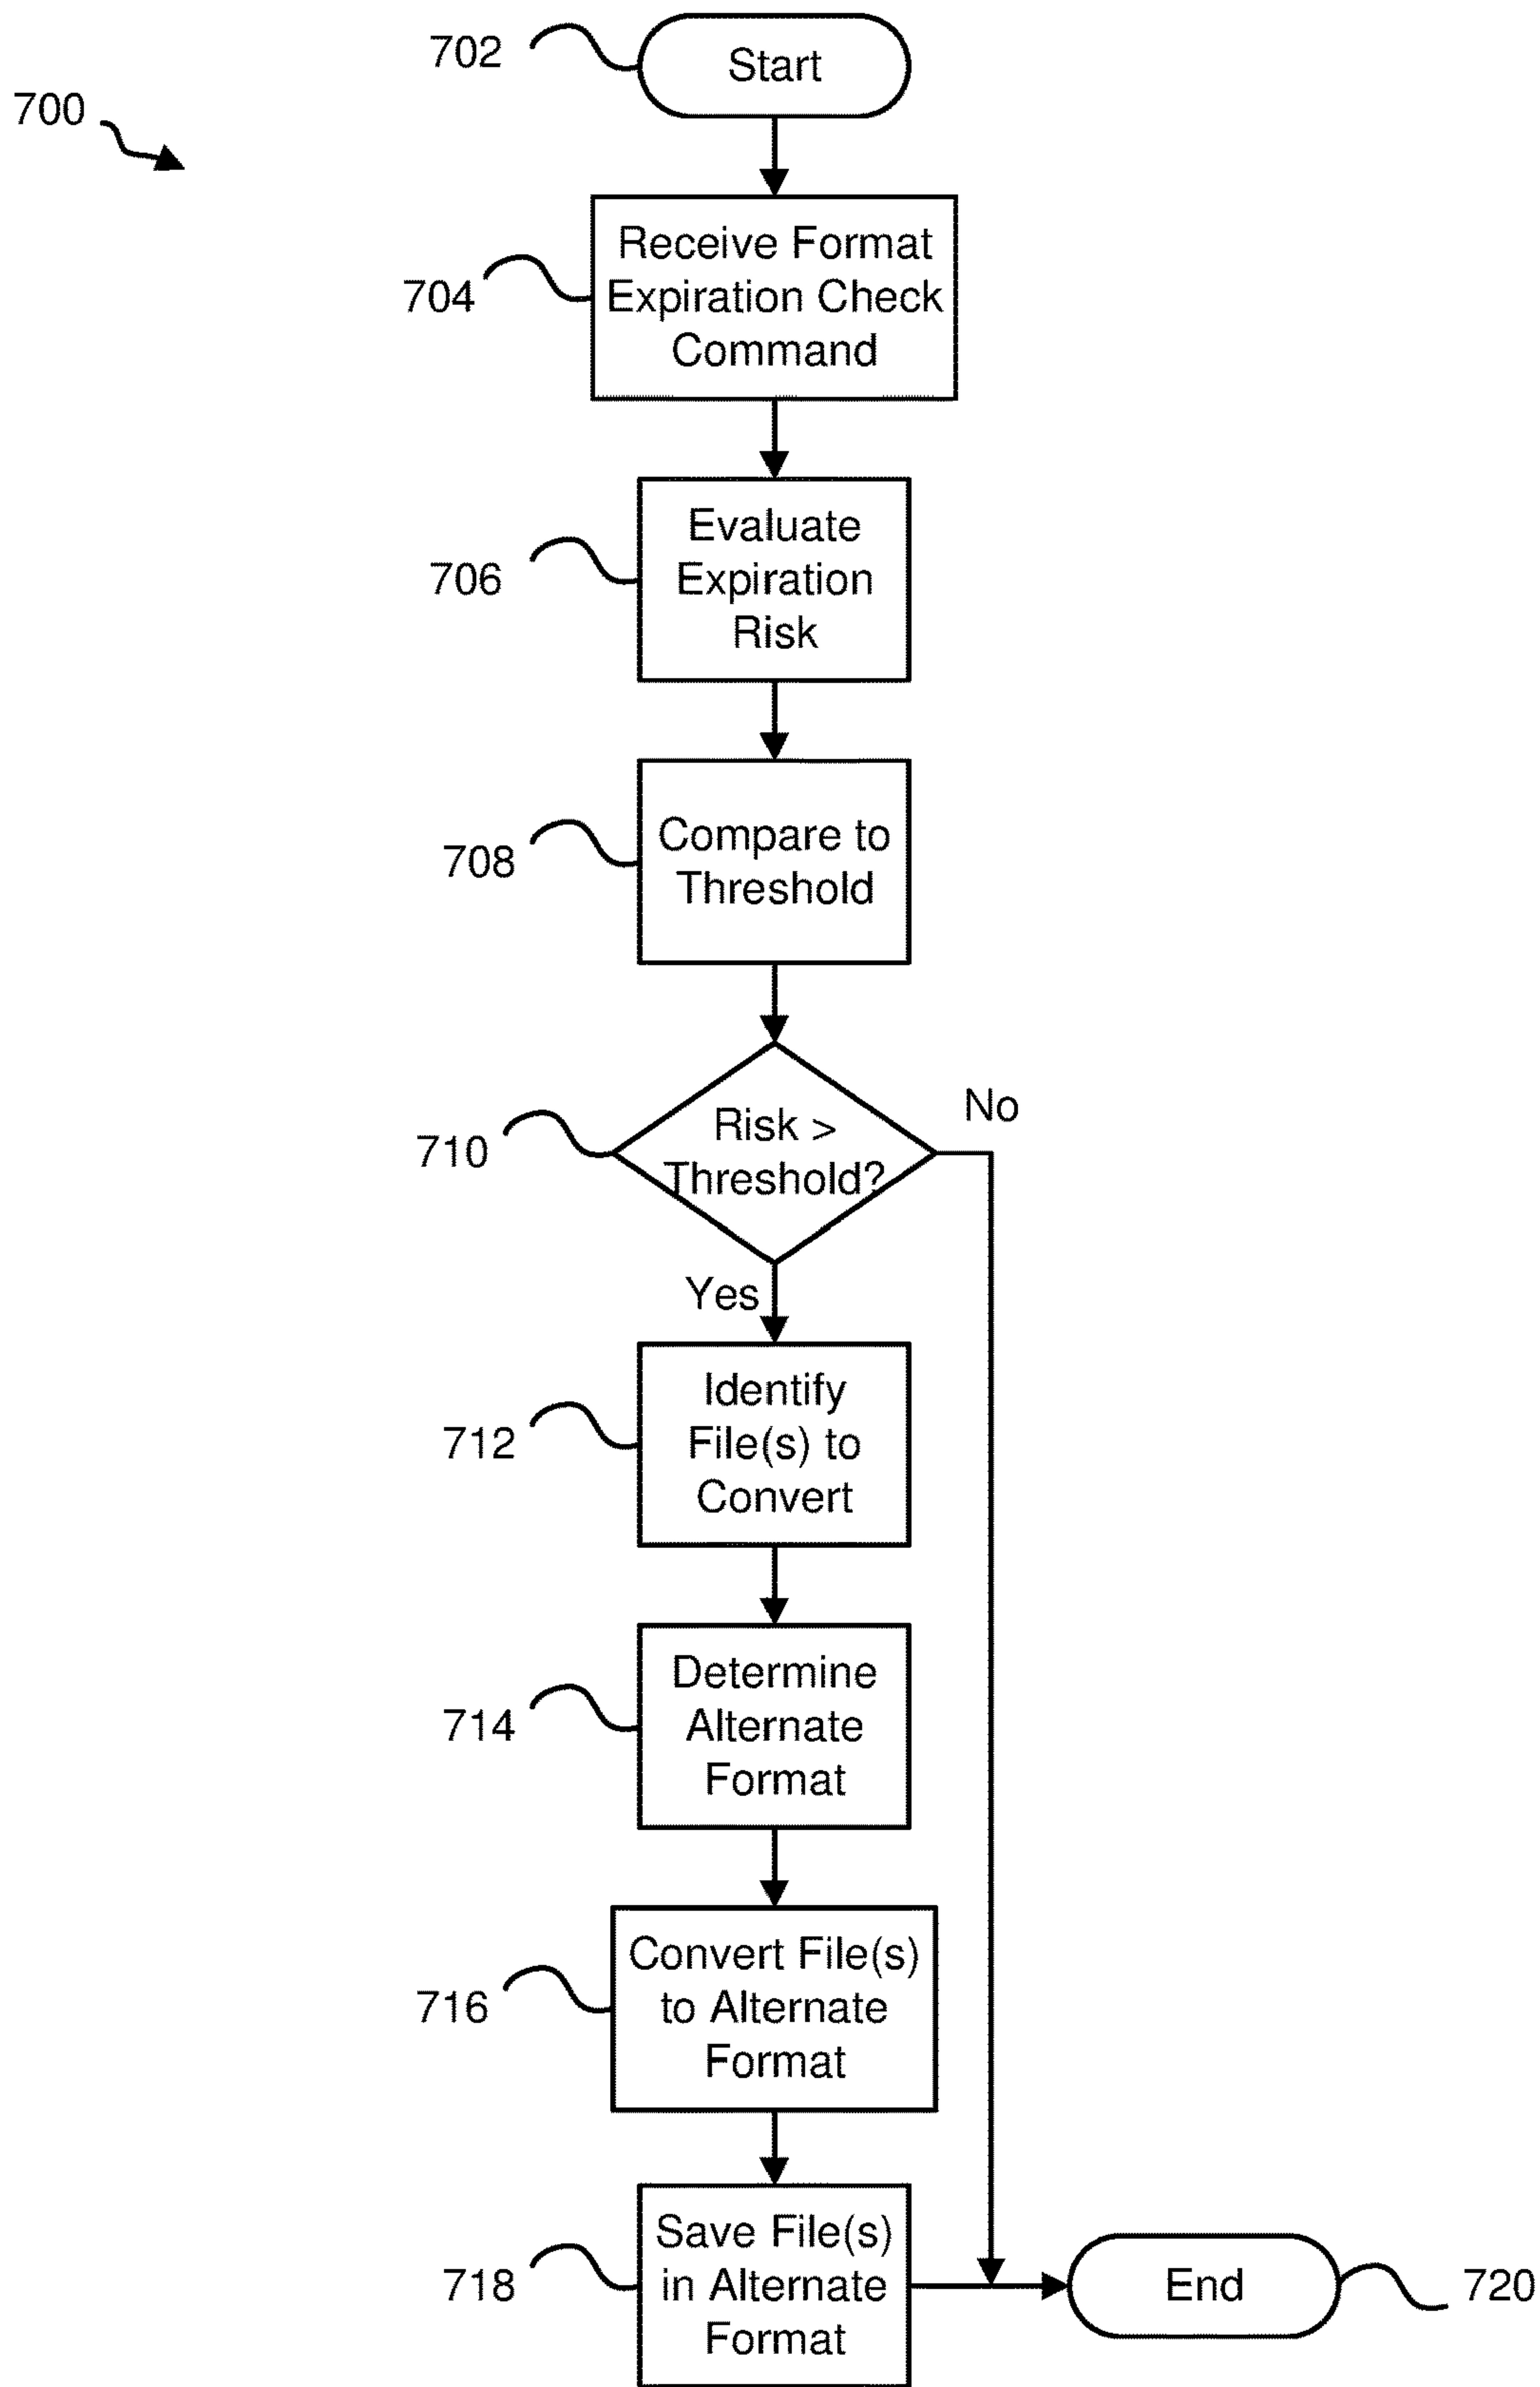 702
Start
700
Receive Format
Expiration Check
Command
704
Evaluate
Expiration
Risk
706
Compare to
Threshold
708
Risk >
Threshold?
710
No
Yes
Identify
File(s) to
Convert
712
Determine
Alternate
Format
714
Convert File(s)
to Alternate
Format
716
Save File(s)
in Alternate
Format
718
End
720